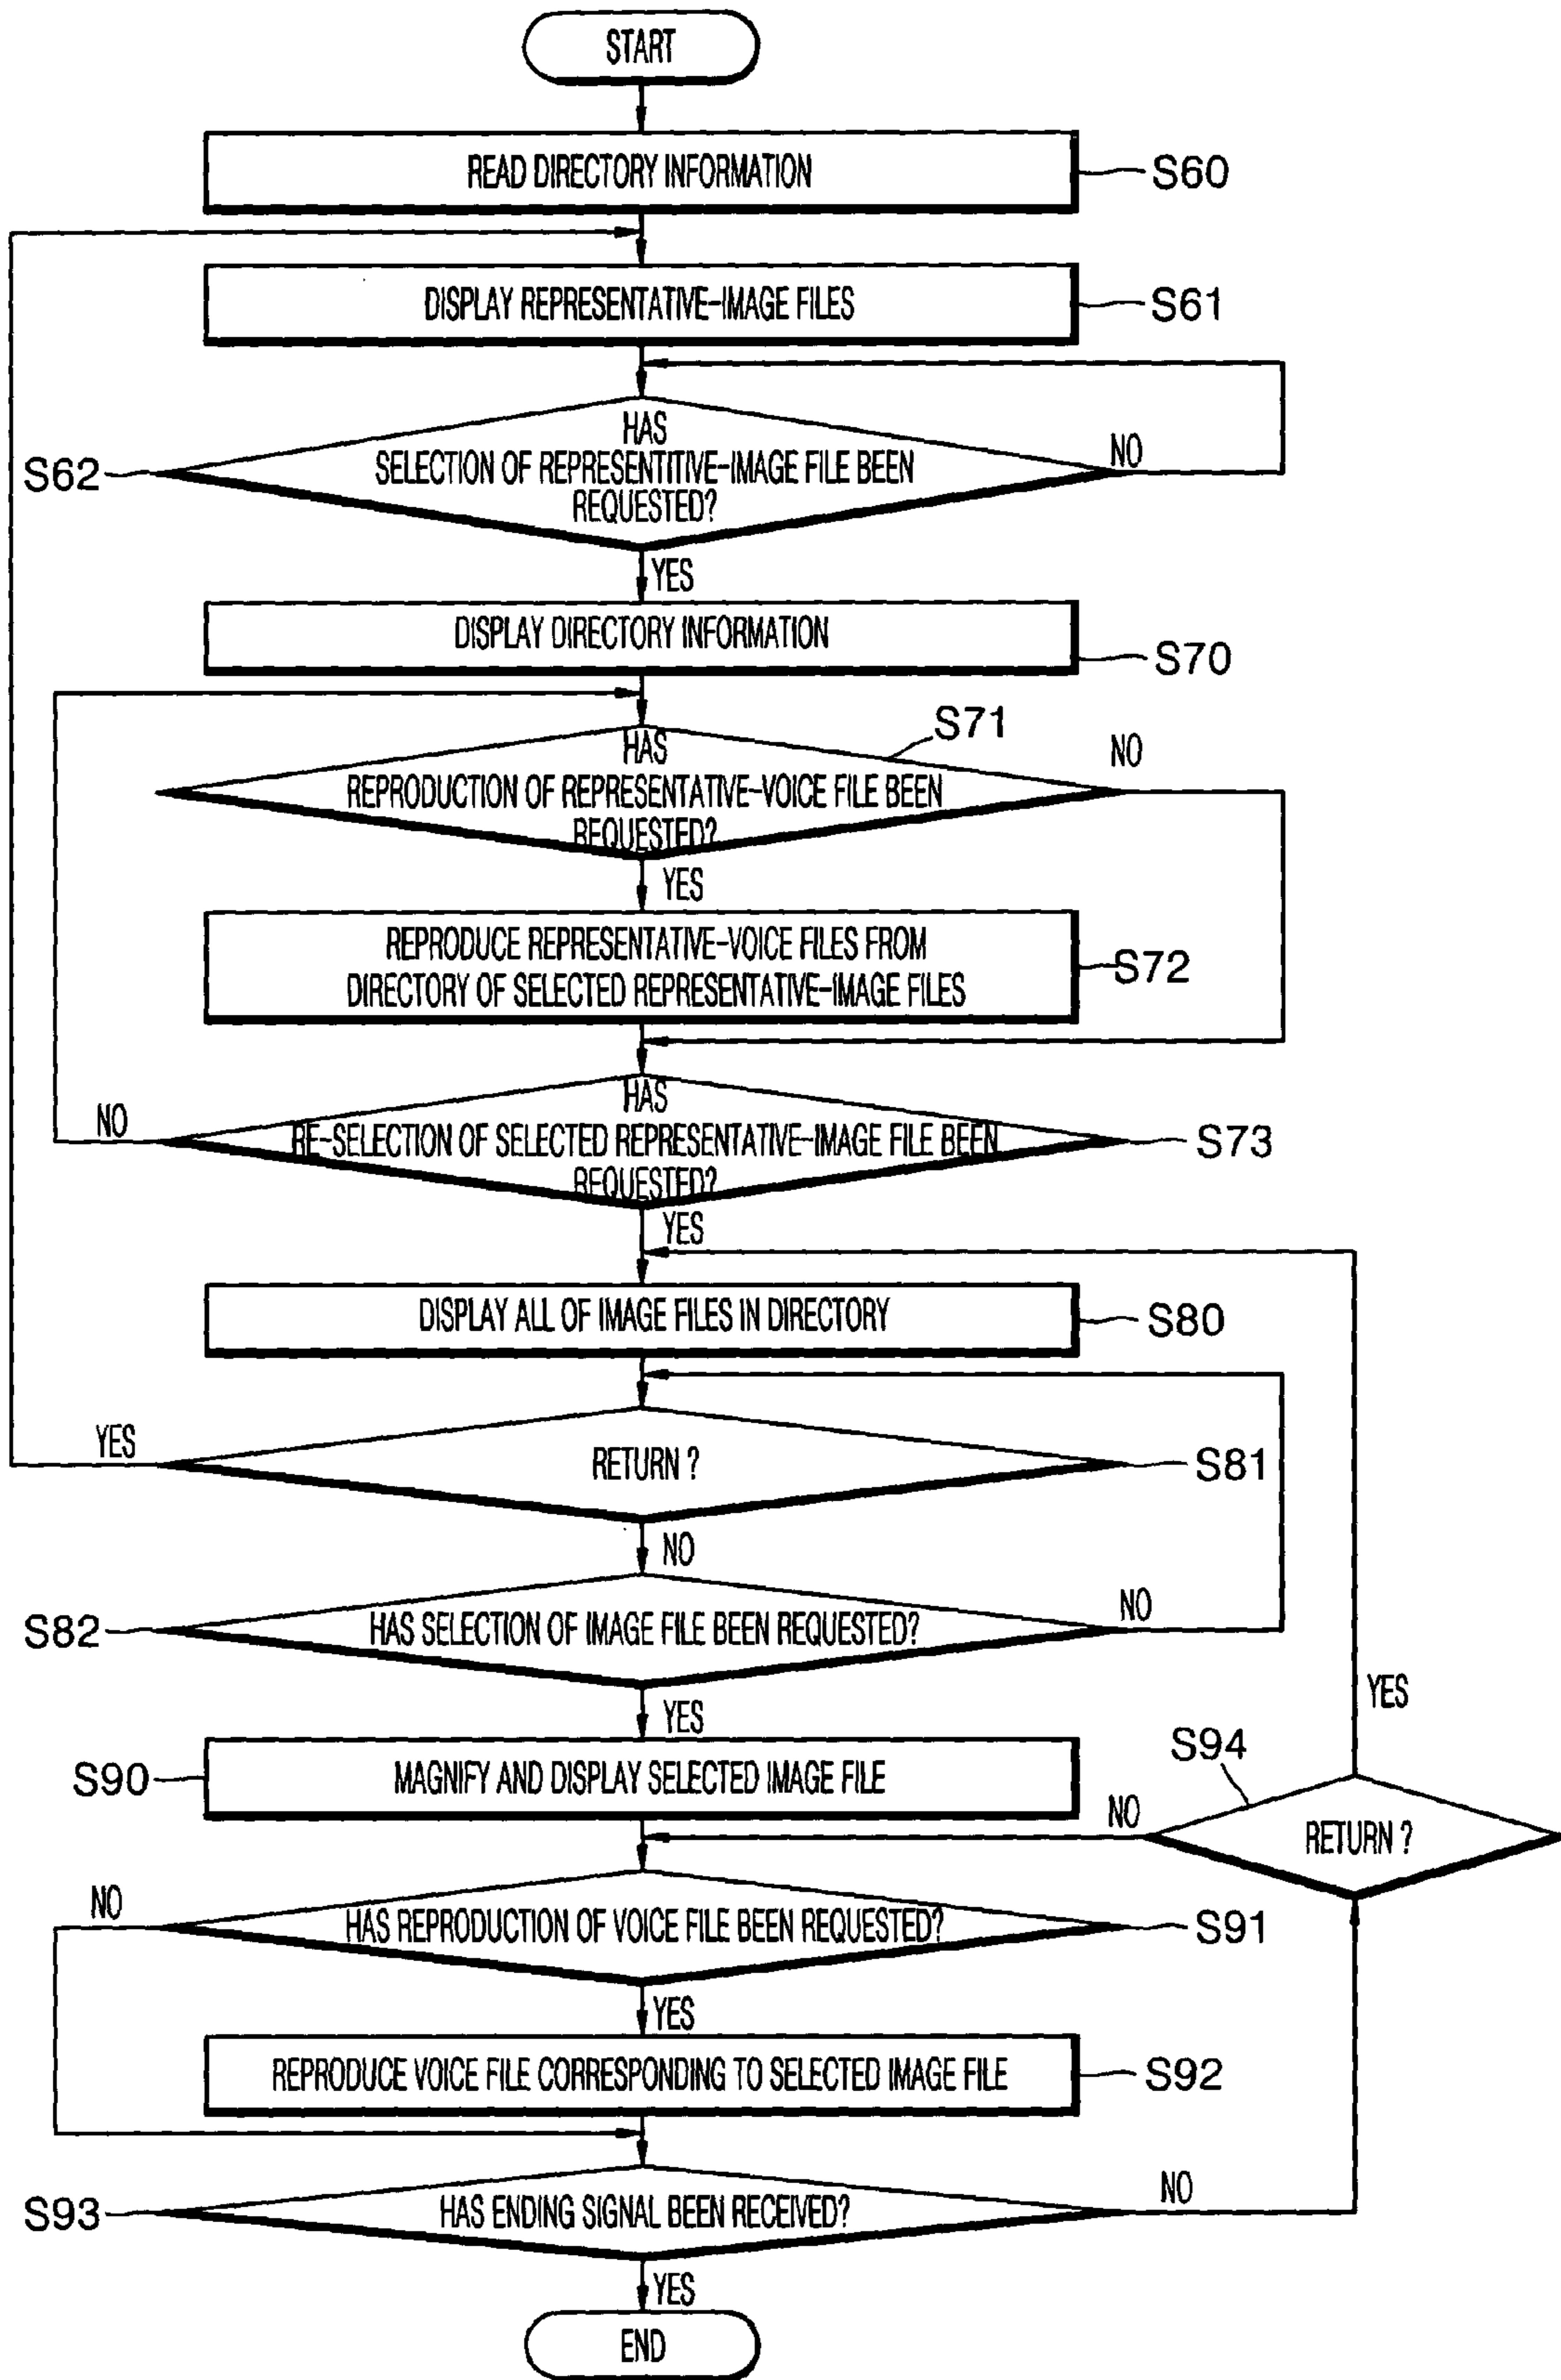 START
READ DIRECTORY INFORMATION
S60
DISPLAY REPRESENTATIVE-IMAGE FILES
S61
HAS
SELECTION OF REPRESENTITIVE-IMAGE FILE BEEN
REQUESTED?
S62
NO
YES
DISPLAY DIRECTORY INFORMATION
S70
S71
HAS
REPRODUCTION OF REPRESENTATIVE-VOICE FILE BEEN
REQUESTED?
NO
YES
REPRODUCE REPRESENTATIVE-VOICE FILES FROM
DIRECTORY OF SELECTED REPRESENTATIVE-IMAGE FILES
S72
HAS
RE-SELECTION OF SELECTED REPRESENTATIVE-IMAGE FILE BEEN
REQUESTED?
NO
S73
YES
DISPLAY ALL OF IMAGE FILES IN DIRECTORY
S80
YES
RETURN ?
S81
NO
S82
HAS SELECTION OF IMAGE FILE BEEN REQUESTED?
NO
YES
YES
S90
MAGNIFY AND DISPLAY SELECTED IMAGE FILE
S94
NO
RETURN ?
NO
HAS REPRODUCTION OF VOICE FILE BEEN REQUESTED?
S91
YES
REPRODUCE VOICE FILE CORRESPONDING TO SELECTED IMAGE FILE
S92
S93
HAS ENDING SIGNAL BEEN RECEIVED?
NO
YES
END